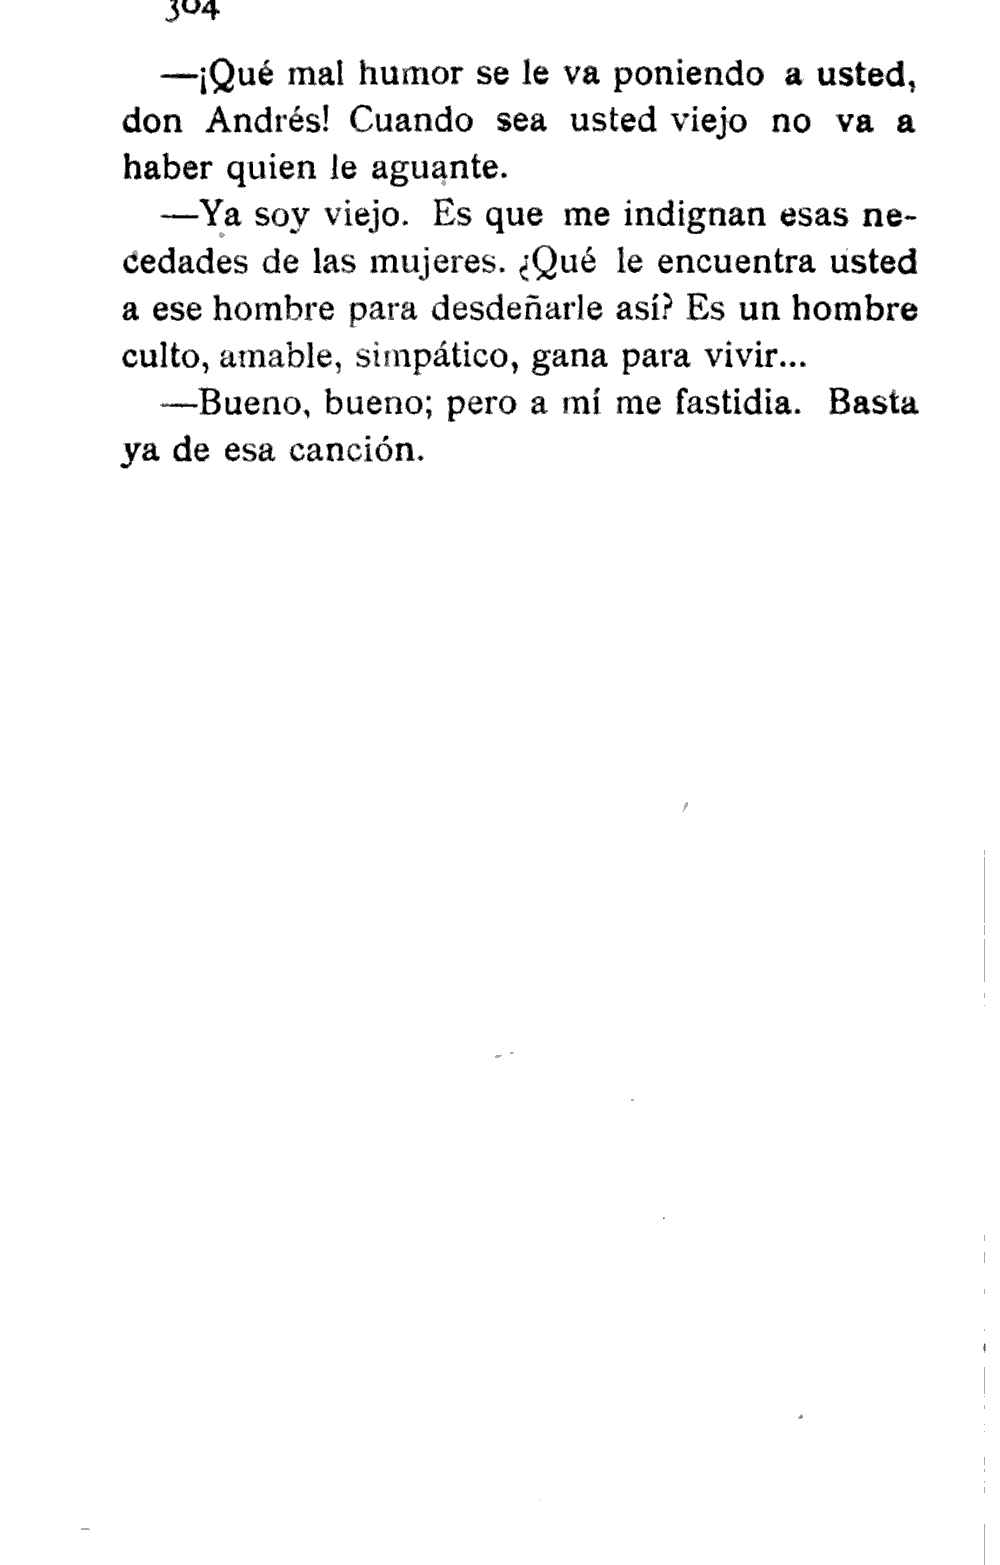 304
—¡Qué mal humor se le va poniendo a usted,
don Andrés! Cuando sea usted viejo no va a
haber quien le aguante.
—Ya soy viejo. Es que me indignan esas ne-
cedades de las mujeres. ¿Qué le encuentra usted
a ese hombre para desdeñarle así? Es un hombre
culto, amable, simpático, gana para vivir...
—Bueno, bueno; pero a mí me fastidia. Basta
ya de esa canción.